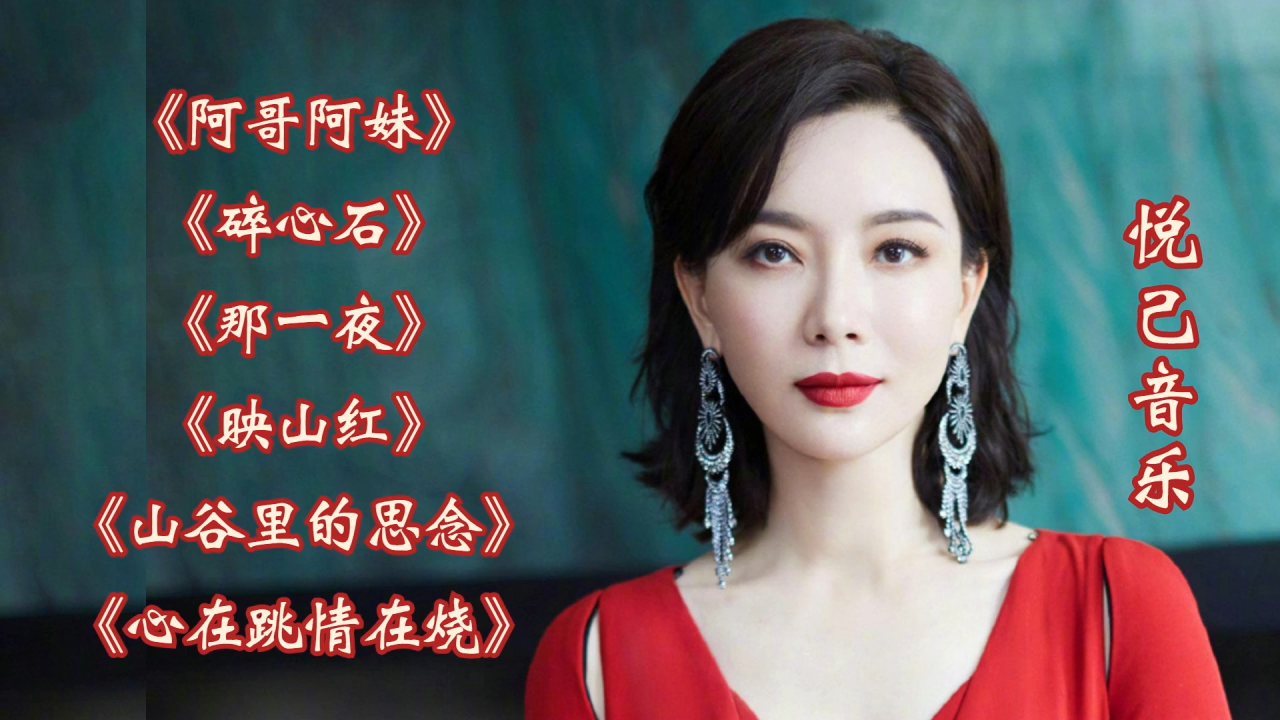 《阿哥阿妹》
《碎心石》
《那一夜》
《映山红》
《山谷里的思念》
《心在跳情在烧》
悦己音乐